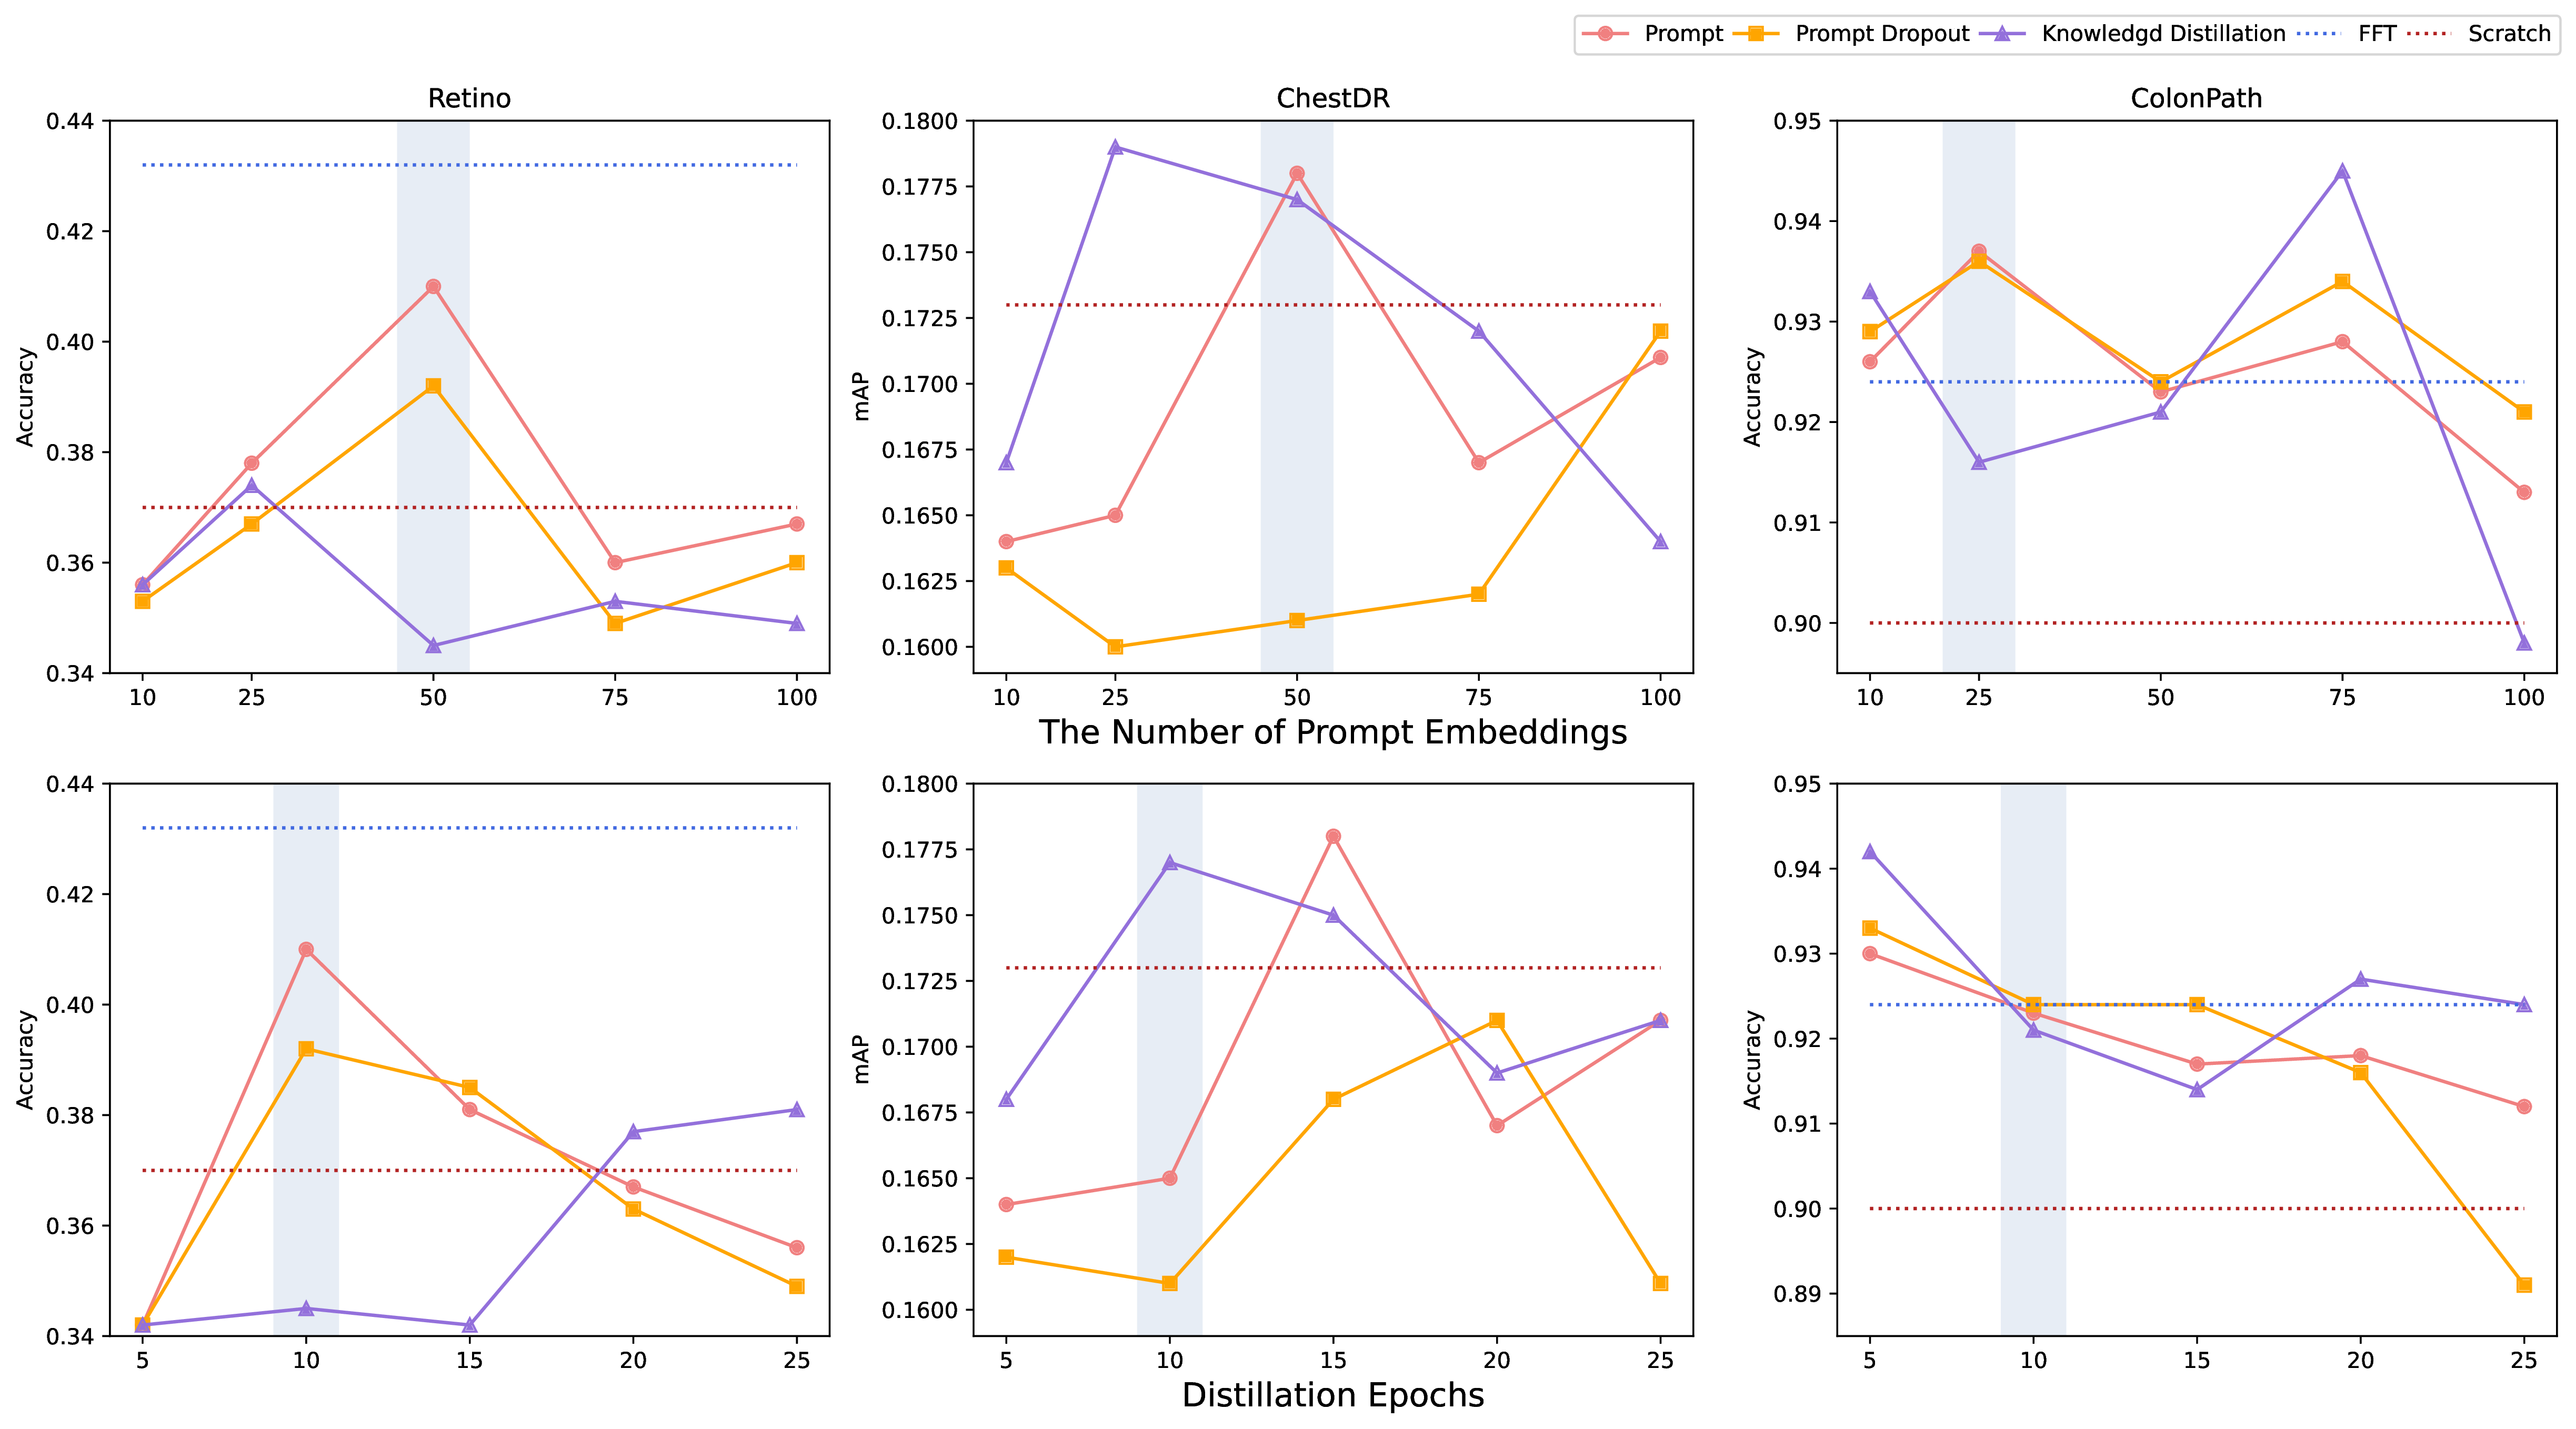 Prompt Prompt Dropout Knowledgd Distillation FFT Scratch
Retino ChestDR ColonPath
0.44 0.1800 0.95
0.42 0.1775 0.94
0.40 0.1750 0.93
0.38 0.1725 0.92
0.36 0.1700 0.91
0.34 0.1675 0.90
0.1650
0.1625
0.1600
Accuracy mAP Accuracy
10 25 50 75 100 10 25 50 75 100 10 25 50 75 100
The Number of Prompt Embeddings
0.44 0.1800 0.95
0.42 0.1775 0.94
0.40 0.1750 0.93
0.38 0.1725 0.92
0.36 0.1700 0.91
0.34 0.1675 0.90
0.1650 0.89
0.1625
0.1600
Accuracy mAP Accuracy
5 10 15 20 25 5 10 15 20 25 5 10 15 20 25
Distillation Epochs